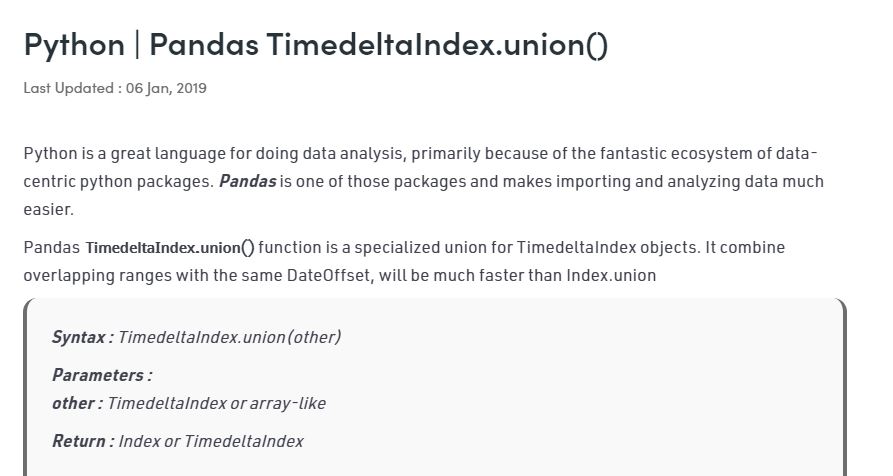 Python | Pandas TimedeltaIndex.union()
Last Updated : 06 Jan, 2019
Python is a great language for doing data analysis, primarily because of the fantastic ecosystem of data-
centric python packages. Pandas is one of those packages and makes importing and analyzing data much
easier.
Pandas TimedeltaIndex.union() function is a specialized union for TimedeltaIndex objects. It combine
overlapping ranges with the same DateOffset, will be much faster than Index.union
Syntax : TimedeltaIndex.union(other)
Parameters :
other : TimedeltaIndex or array-like
Return : Index or TimedeltaIndex